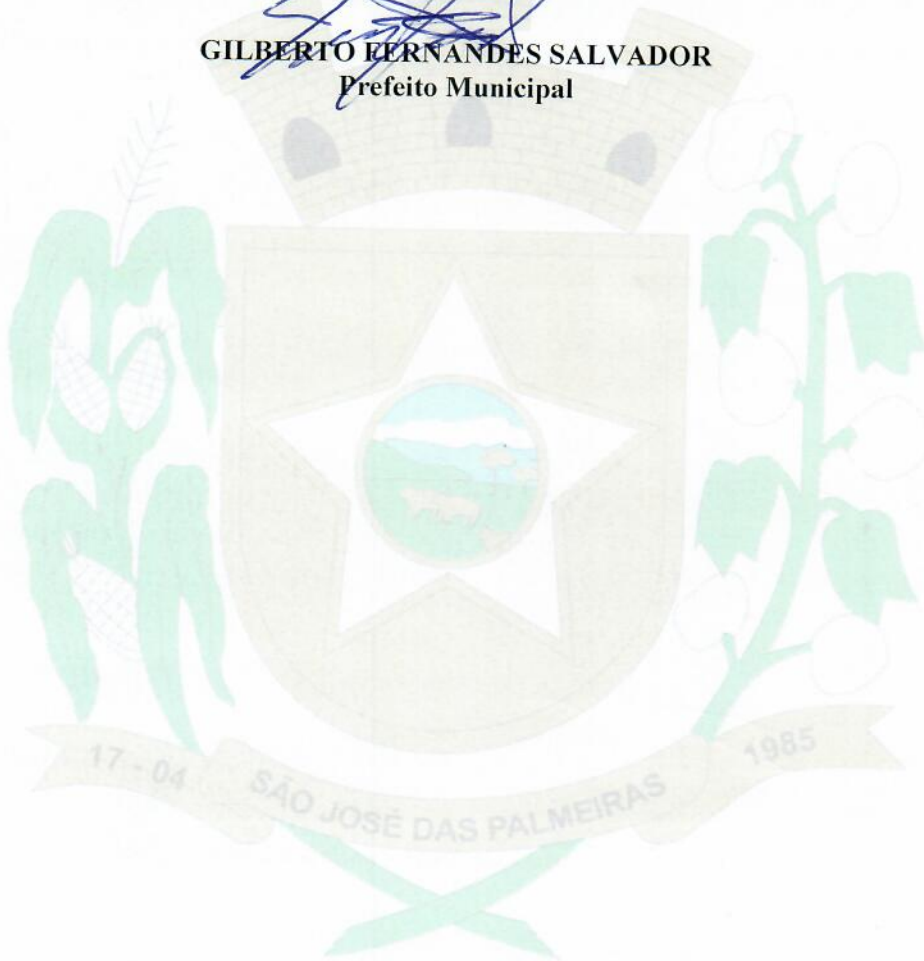 GILBERTO FERNANDES SALVADOR
Prefeito Municipal
17 - 04
SÃO JOSÉ DAS PALMEIRAS
1985